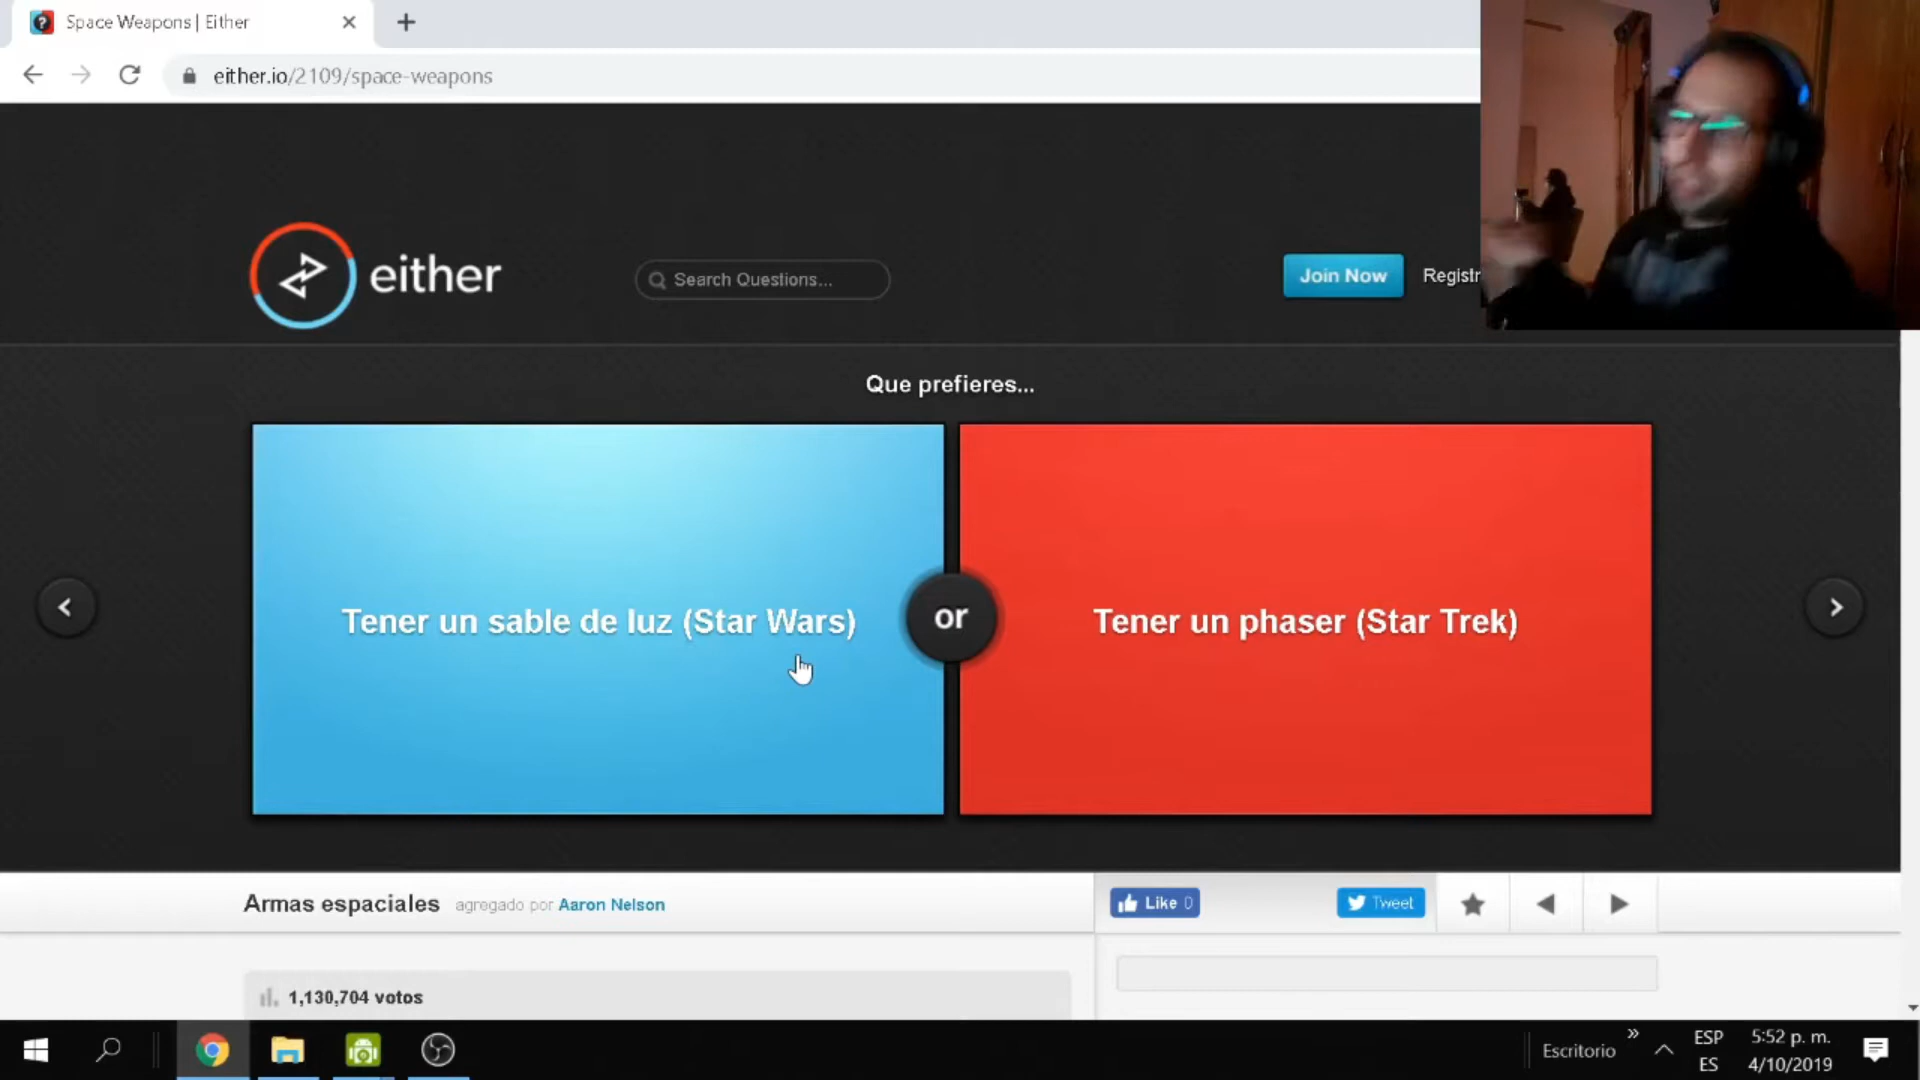 Space Weapons | Either
either.io/2109/space-weapons
either
Search Questions...
Join Now
Registr
Que prefieres...
Tener un sable de luz (Star Wars)
or
Tener un phaser (Star Trek)
Armas espaciales agregado por Aaron Nelson
Like 0
Tweet
1,130,704 votos
Escritorio
ESP
ES
5:52 p. m.
4/10/2019